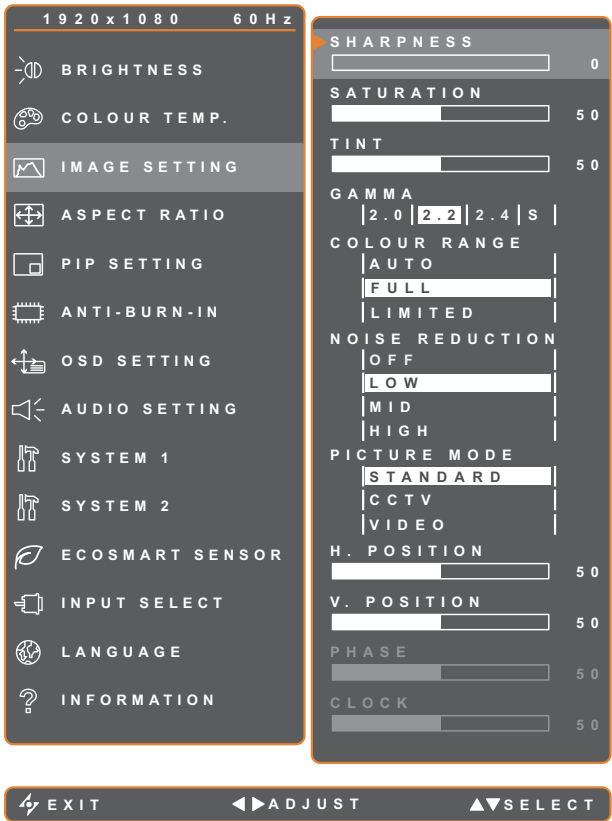 1920x1080 60Hz
BRIGHTNESS
COLOUR TEMP.
IMAGE SETTING
ASPECT RATIO
PIP SETTING
ANTI-BURN-IN
OSD SETTING
AUDIO SETTING
SYSTEM 1
SYSTEM 2
ECOSMART SENSOR
INPUT SELECT
LANGUAGE
INFORMATION
SHARPNESS
0
SATURATION
50
TINT
50
GAMMA
2.0 2.2 2.4 S
COLOUR RANGE
AUTO
FULL
LIMITED
NOISE REDUCTION
OFF
LOW
MID
HIGH
PICTURE MODE
STANDARD
CCTV
VIDEO
H. POSITION
50
V. POSITION
50
PHASE
50
CLOCK
50
EXIT ADJUST SELECT